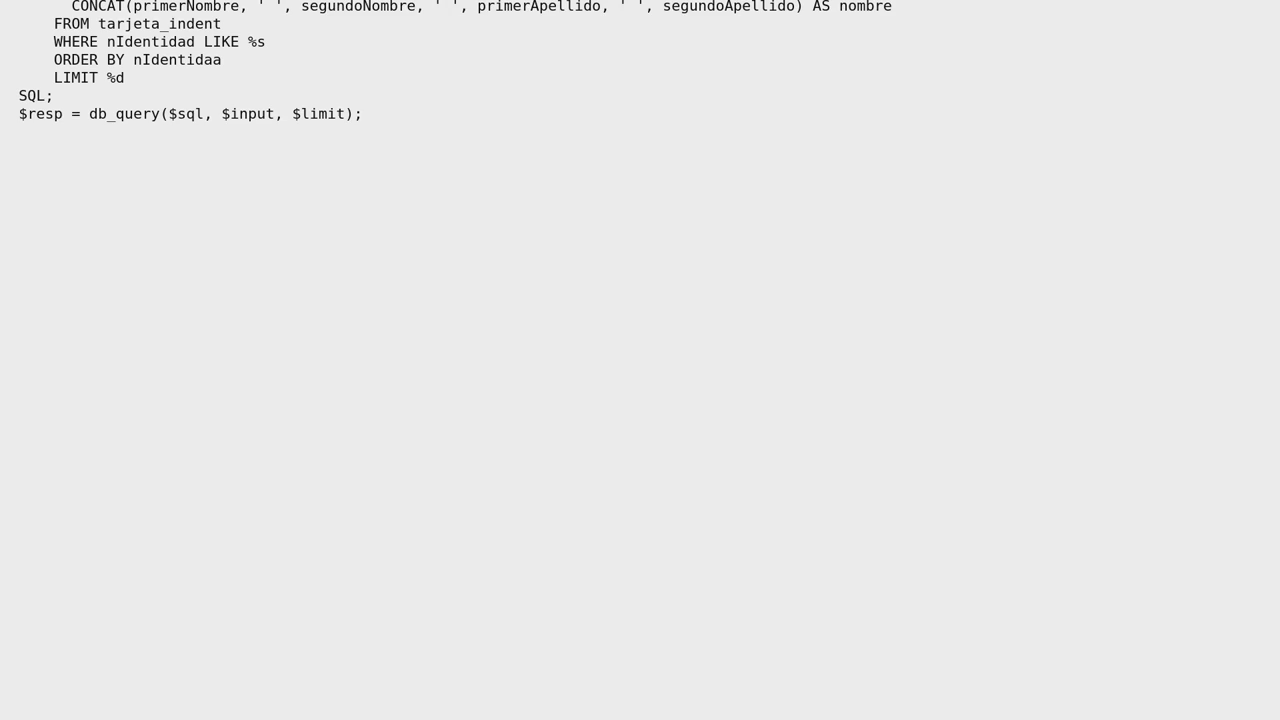 CONCAT(primerNombre, ' ', segundoNombre, ' ', primerApellido, ' ', segundoApellido) AS nombre
FROM tarjeta_indent
WHERE nIdentidad LIKE %s
ORDER BY nIdentidaa
LIMIT %d
SQL;
$resp = db_query($sql, $input, $limit);